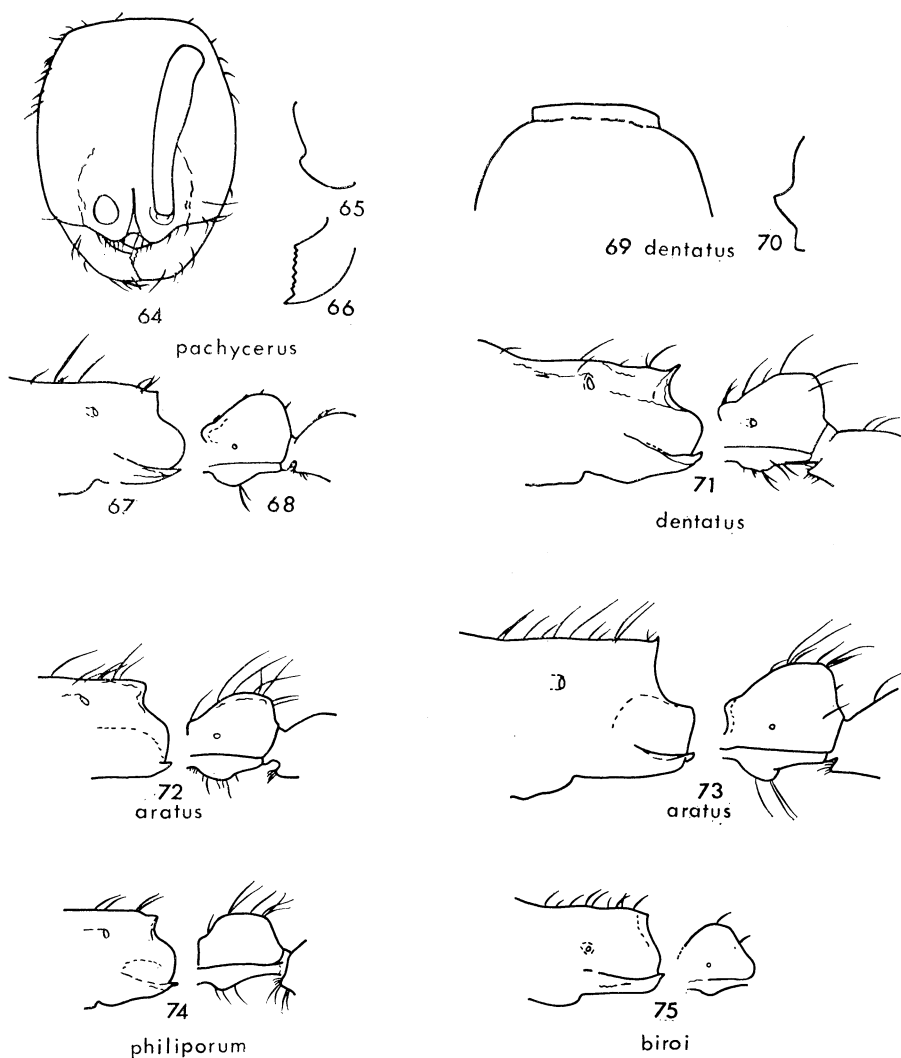 64
65
66
pachycerus
67
68
69 dentatus
70
71
dentatus
72
aratus
73
aratus
74
philiporum
75
biroi